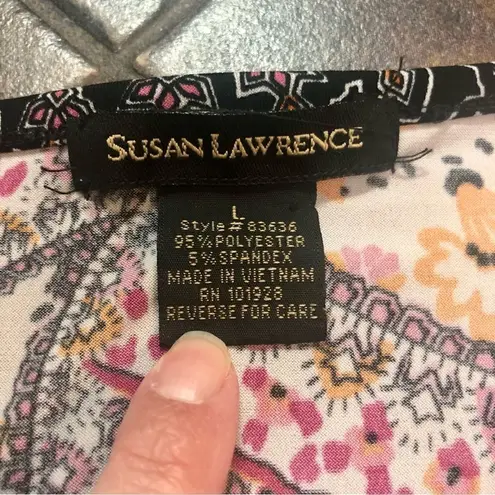 SUSAN LAWRENCE
L
Style # 83636
95% POLYESTER
5% SPANDEX
MADE IN VIETNAM
RN 101928
REVERSE FOR CARE